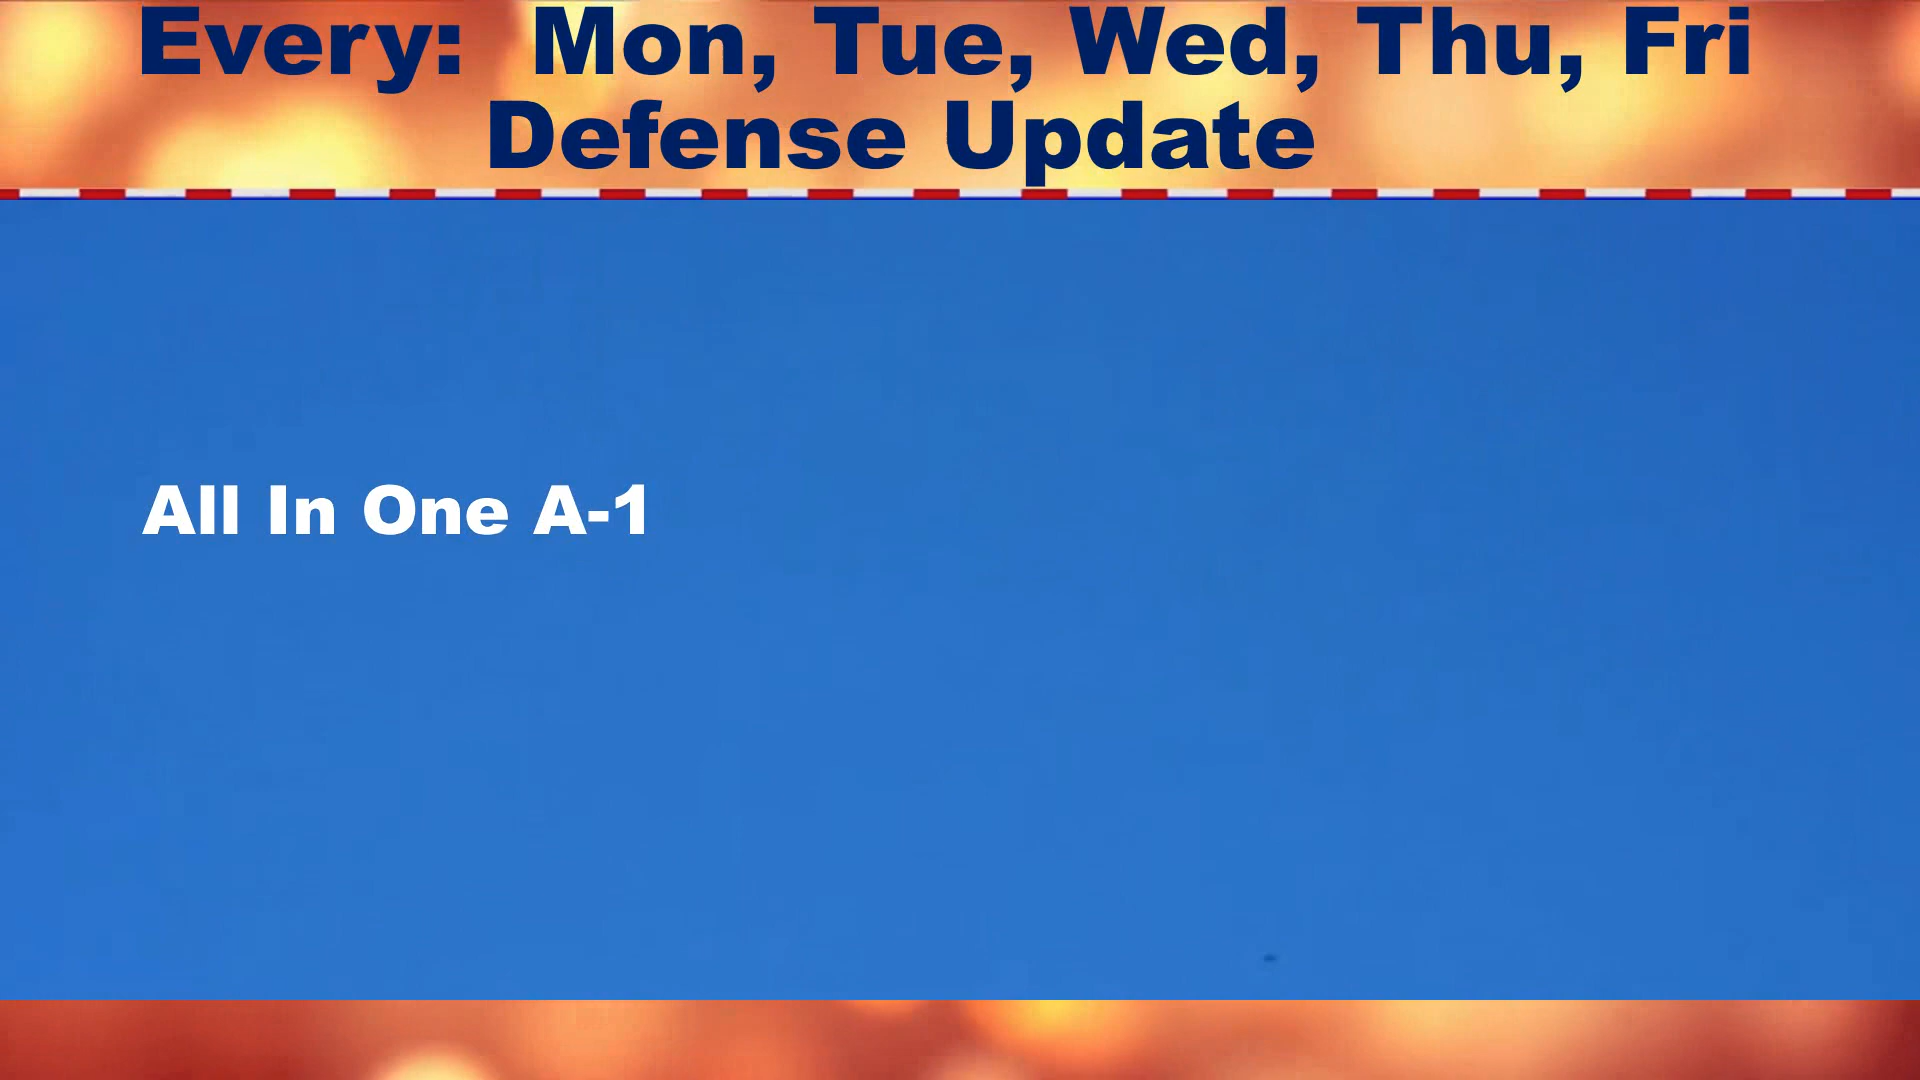 Every:  Mon, Tue, Wed, Thu, Fri
Defense Update
All In One A-1